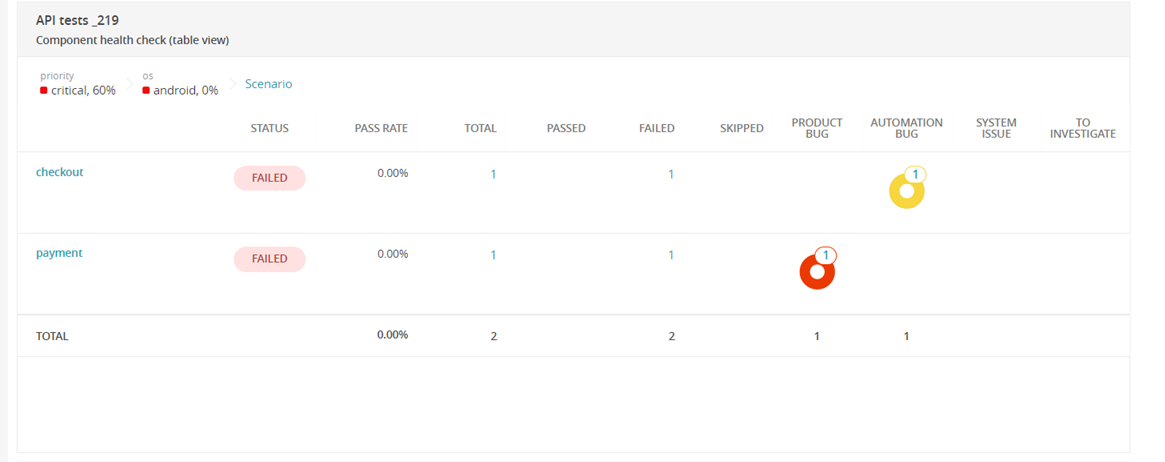 API tests _219
Component health check (table view)
priority os
critical, 60% android, 0% Scenario
STATUS PASS RATE TOTAL PASSED FAILED SKIPPED PRODUCT BUG AUTOMATION BUG SYSTEM ISSUE TO INVESTIGATE
checkout FAILED 0.00% 1 1 1
payment FAILED 0.00% 1 1 1
TOTAL 0.00% 2 2 1 1